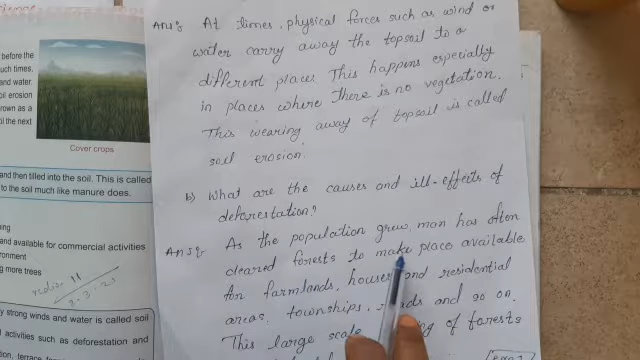 before the
such times,
and water.
oil erosion
rown as a
ol the next
Cover crops
and then tilled into the soil. This is called
to the soil much like manure does.
ing
and available for commercial activities
ronment
g more trees
3.3.23
y strong winds and water is called soil
activities such as deforestation and
Ans: At times, physical forces such as wind or
water carry away the topsoil to a
different places. This happens especially
in places where there is no vegetation.
This wearing away of topsoil is called
soil erosion.
b) What are the causes and ill-effects of
deforestation?
Ans: As the population grew man has often
cleared forests to make place available
for farmlands, houses and residential
areas, townships, roads and so on.
This large scale of forests